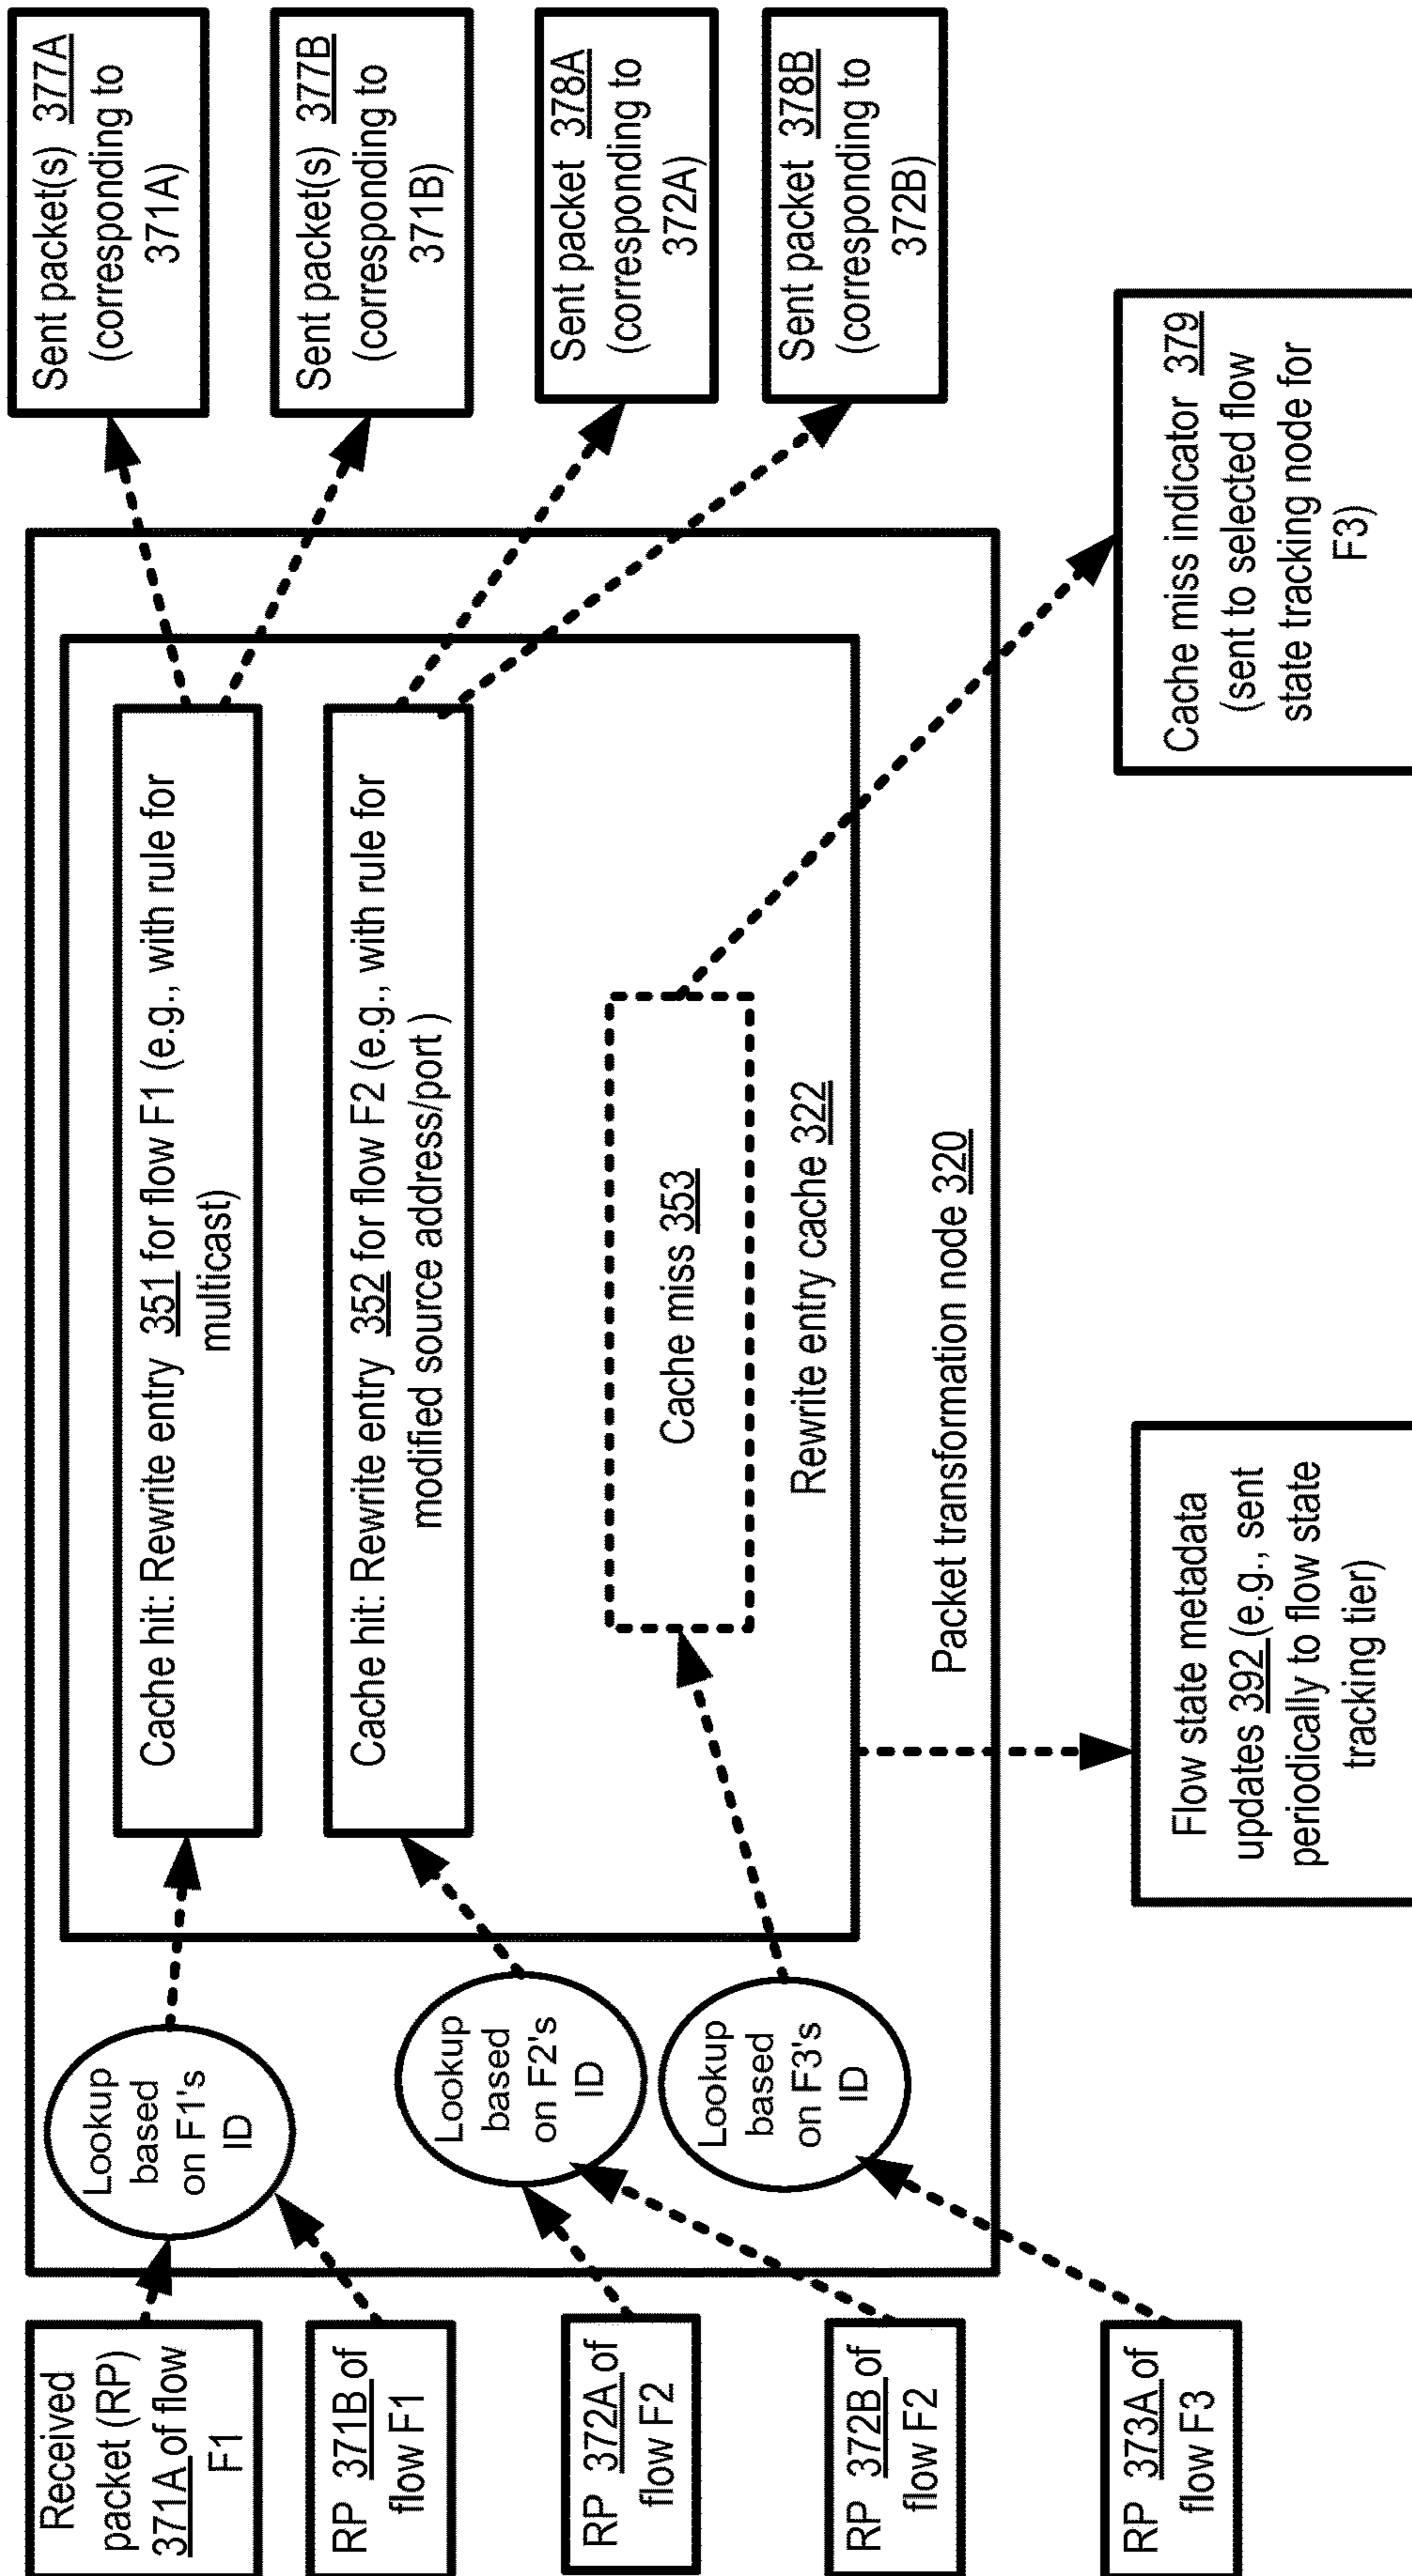 Received
packet (RP)
371A of flow
F1
RP 371B of
flow F1
RP 372A of
flow F2
RP 372B of
flow F2
RP 373A of
flow F3
Lookup
based
on F1's
ID
Lookup
based
on F2's
ID
Lookup
based
on F3's
ID
Cache hit: Rewrite entry 351 for flow F1 (e.g., with rule for
multicast)
Cache hit: Rewrite entry 352 for flow F2 (e.g., with rule for
modified source address/port )
Cache miss 353
Rewrite entry cache 322
Packet transformation node 320
Sent packet(s) 377A
(corresponding to
371A)
Sent packet(s) 377B
(corresponding to
371B)
Sent packet 378A
(corresponding to
372A)
Sent packet 378B
(corresponding to
372B)
Flow state metadata
updates 392 (e.g., sent
periodically to flow state
tracking tier)
Cache miss indicator 379
(sent to selected flow
state tracking node for
F3)